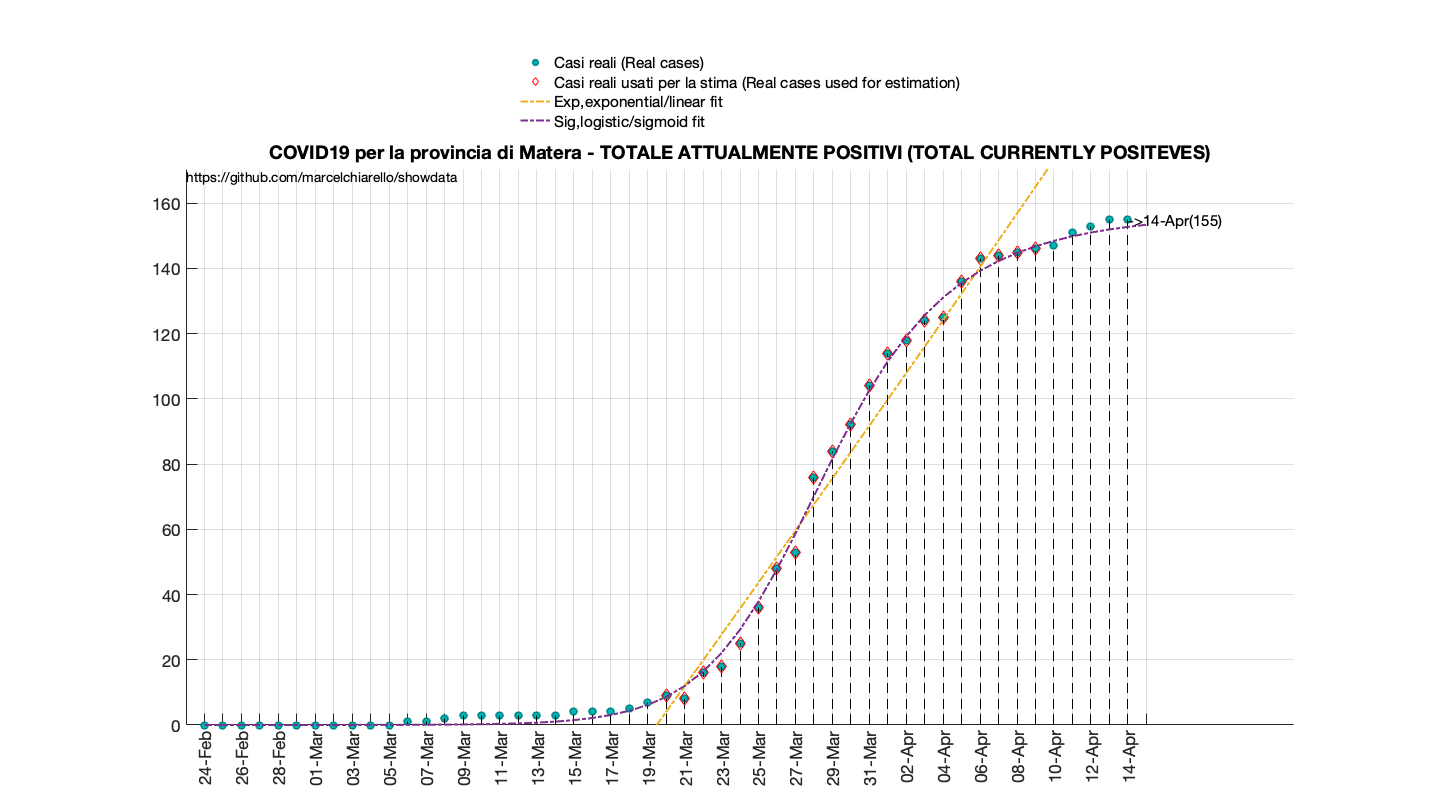 Casi reali (Real cases)
Casi reali usati per la stima (Real cases used for estimation)
Exp,exponential/linear fit
Sig,logistic/sigmoid fit
COVID19 per la provincia di Matera - TOTALE ATTUALMENTE POSITIVI (TOTAL CURRENTLY POSITEVES)
https://github.com/marcelchiarello/showdata
160
->14-Apr(155)
140
120
100
80
60
40
20
0
24-Feb
26-Feb
28-Feb
01-Mar
03-Mar
05-Mar
07-Mar
09-Mar
11-Mar
13-Mar
15-Mar
17-Mar
19-Mar
21-Mar
23-Mar
25-Mar
27-Mar
29-Mar
31-Mar
02-Apr
04-Apr
06-Apr
08-Apr
10-Apr
12-Apr
14-Apr